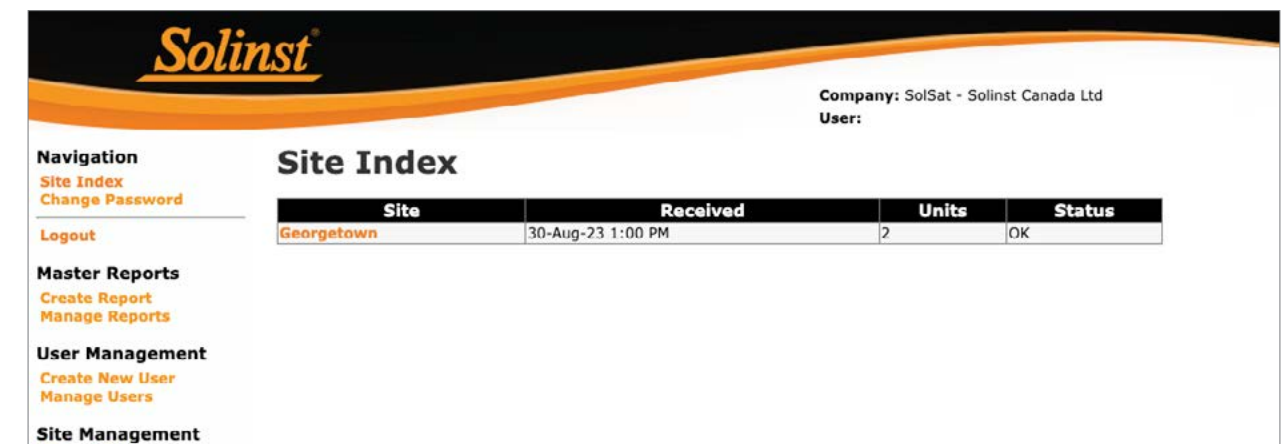 Solinst®
Company: SolSat - Solinst Canada Ltd
User:
Navigation
Site Index
Change Password
Logout
Master Reports
Create Report
Manage Reports
User Management
Create New User
Manage Users
Site Management
Site Index
Site Received Units Status
Georgetown 30-Aug-23 1:00 PM 2 OK